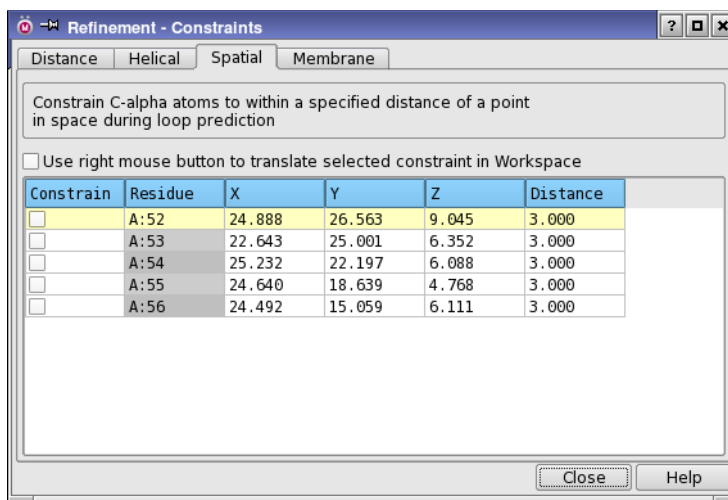 Refinement - Constraints
Distance Helical Spatial Membrane
Constrain C-alpha atoms to within a specified distance of a point
in space during loop prediction
Use right mouse button to translate selected constraint in Workspace
Constrain Residue X Y Z Distance
A:52 24.888 26.563 9.045 3.000
A:53 22.643 25.001 6.352 3.000
A:54 25.232 22.197 6.088 3.000
A:55 24.640 18.639 4.768 3.000
A:56 24.492 15.059 6.111 3.000
Close Help